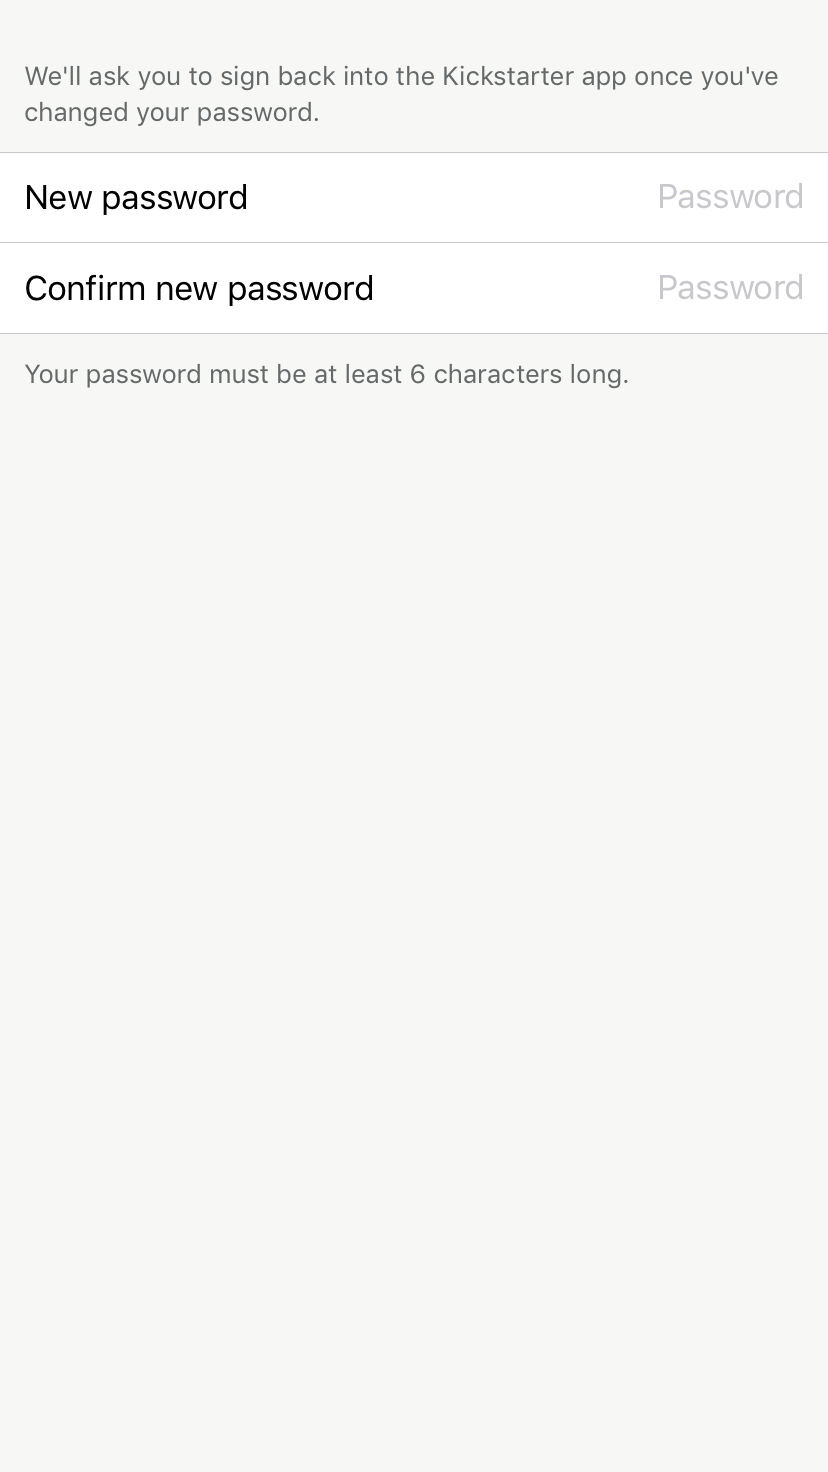 We'll ask you to sign back into the Kickstarter app once you've
changed your password.
New password Password
Confirm new password Password
Your password must be at least 6 characters long.